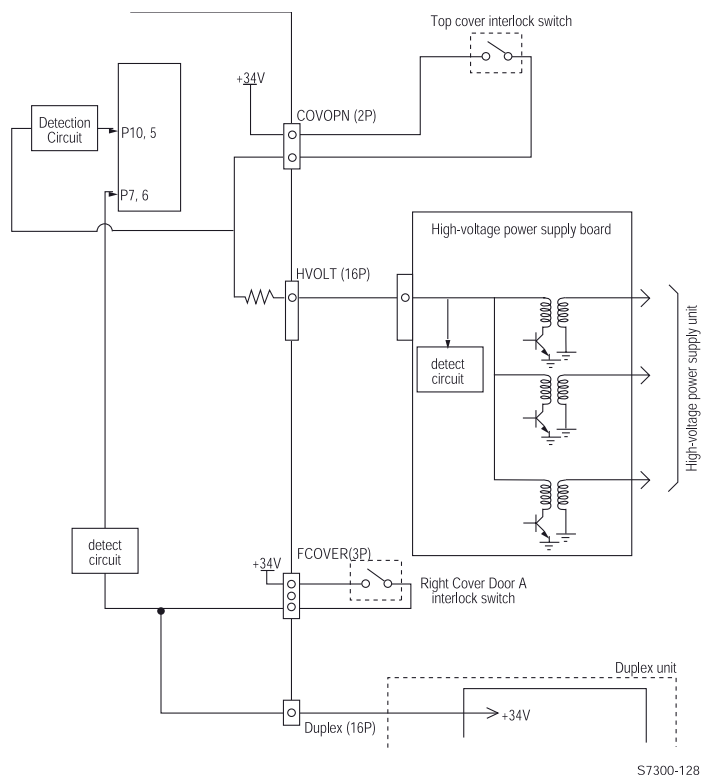 Top cover interlock switch
+34V
COVOPN (2P)
Detection
Circuit
P10, 5
P7, 6
High-voltage power supply board
HVOLT (16P)
detect
circuit
High-voltage power supply unit
detect
circuit
FCOVER(3P)
+34V
Right Cover Door A
interlock switch
Duplex unit
+34V
Duplex (16P)
S7300-128